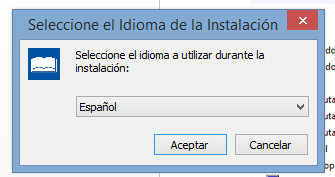 Seleccione el Idioma de la Instalación
Seleccione el idioma a utilizar durante la
instalación:
Español
Aceptar
Cancelar